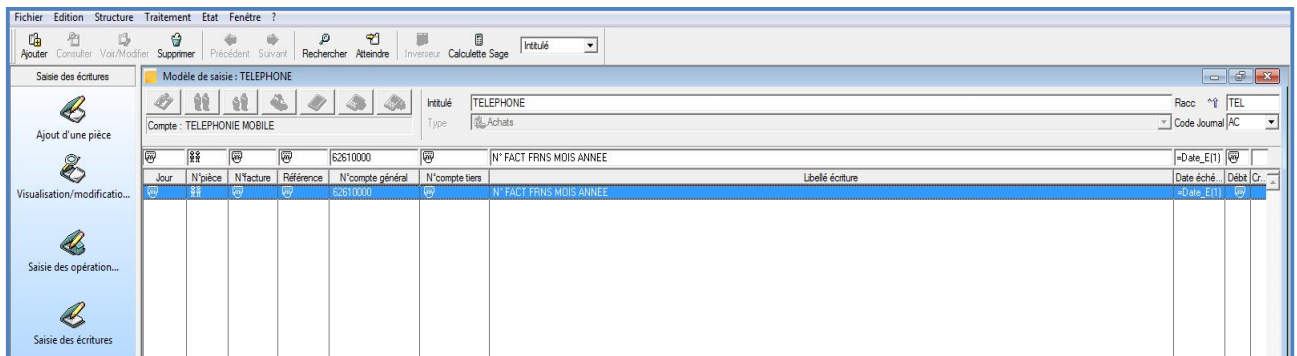 Fichier Edition Structure Traitement Etat Fenêtre ?
Ajouter Consulter Voir/Modifier Supprimer Précédent Suivant Rechercher Atteindre Inverseur Calculette Sage Intitulé
Saisie des écritures
Modèle de saisie : TELEPHONE
Intitulé TELEPHONE Racc TEL
Compte : TELEPHONIE MOBILE Type Achats Code Journal AC
Ajout d'une pièce
62610000 N° FACT FRNS MOIS ANNEE =Date_E(1)
Jour N°pièce N°facture Référence N°compte général N°compte tiers Libellé écriture Date éché... Débit Cr...
62610000 N° FACT FRNS MOIS ANNEE =Date_E(1)
Visualisation/modificatio...
Saisie des opération...
Saisie des écritures